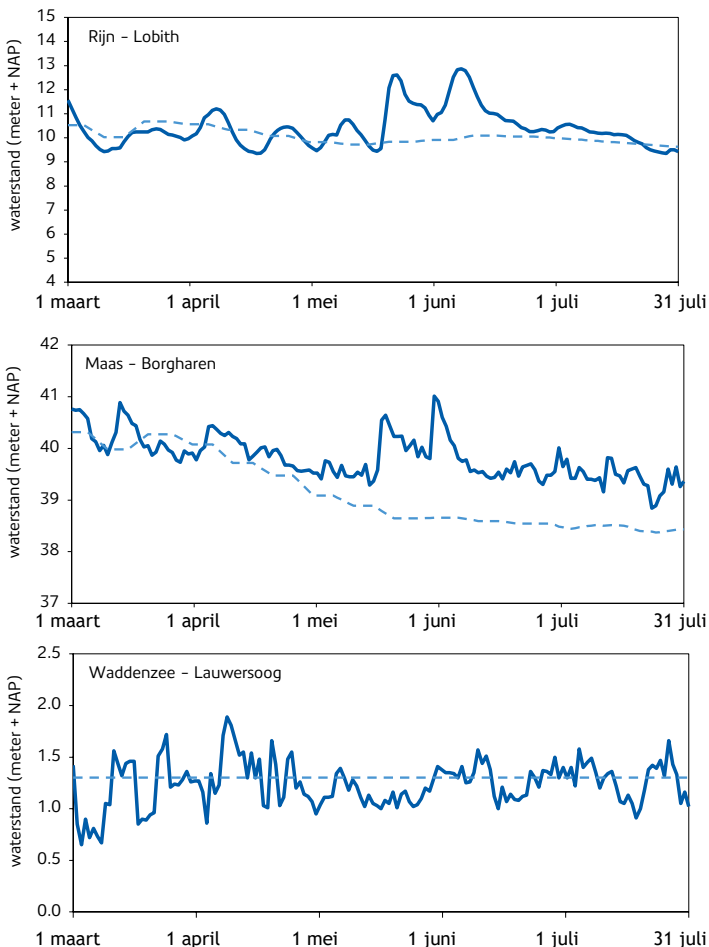 waterstand (meter + NAP)
Rijn – Lobith
15
14
13
12
11
10
9
8
7
6
5
4
1 maart 1 april 1 mei 1 juni 1 juli 31 juli
waterstand (meter + NAP)
Maas – Borgharen
42
41
40
39
38
37
1 maart 1 april 1 mei 1 juni 1 juli 31 juli
waterstand (meter + NAP)
Waddenzee – Lauwersoog
2.5
2.0
1.5
1.0
0.5
0.0
1 maart 1 april 1 mei 1 juni 1 juli 31 juli